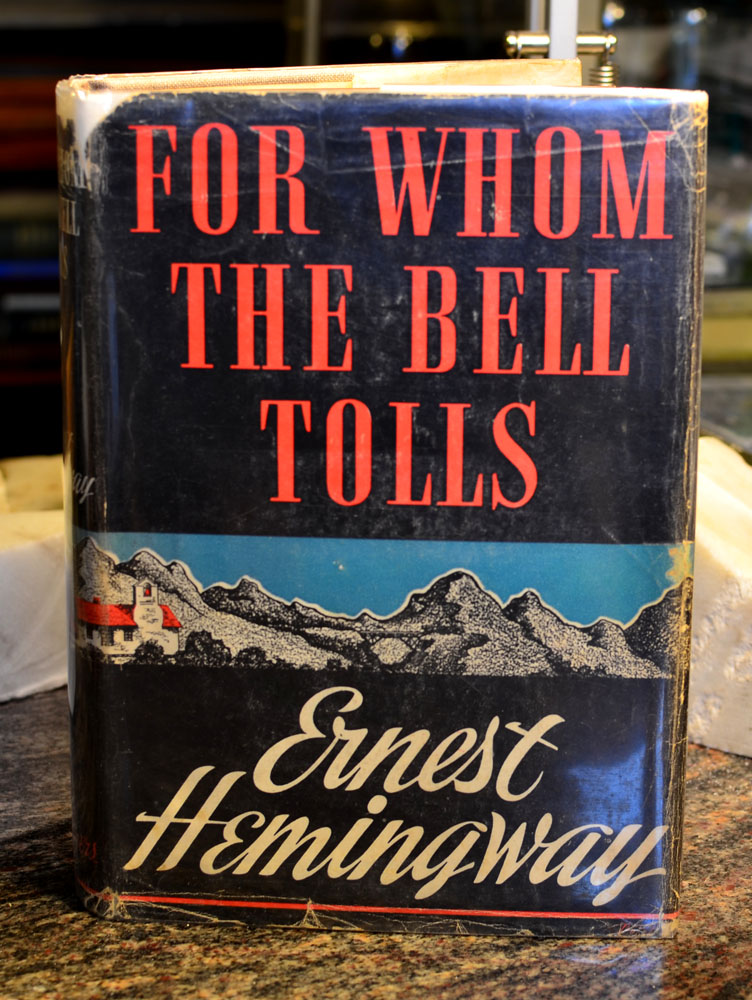 FOR WHOM
THE BELL
TOLLS
Ernest
Hemingway